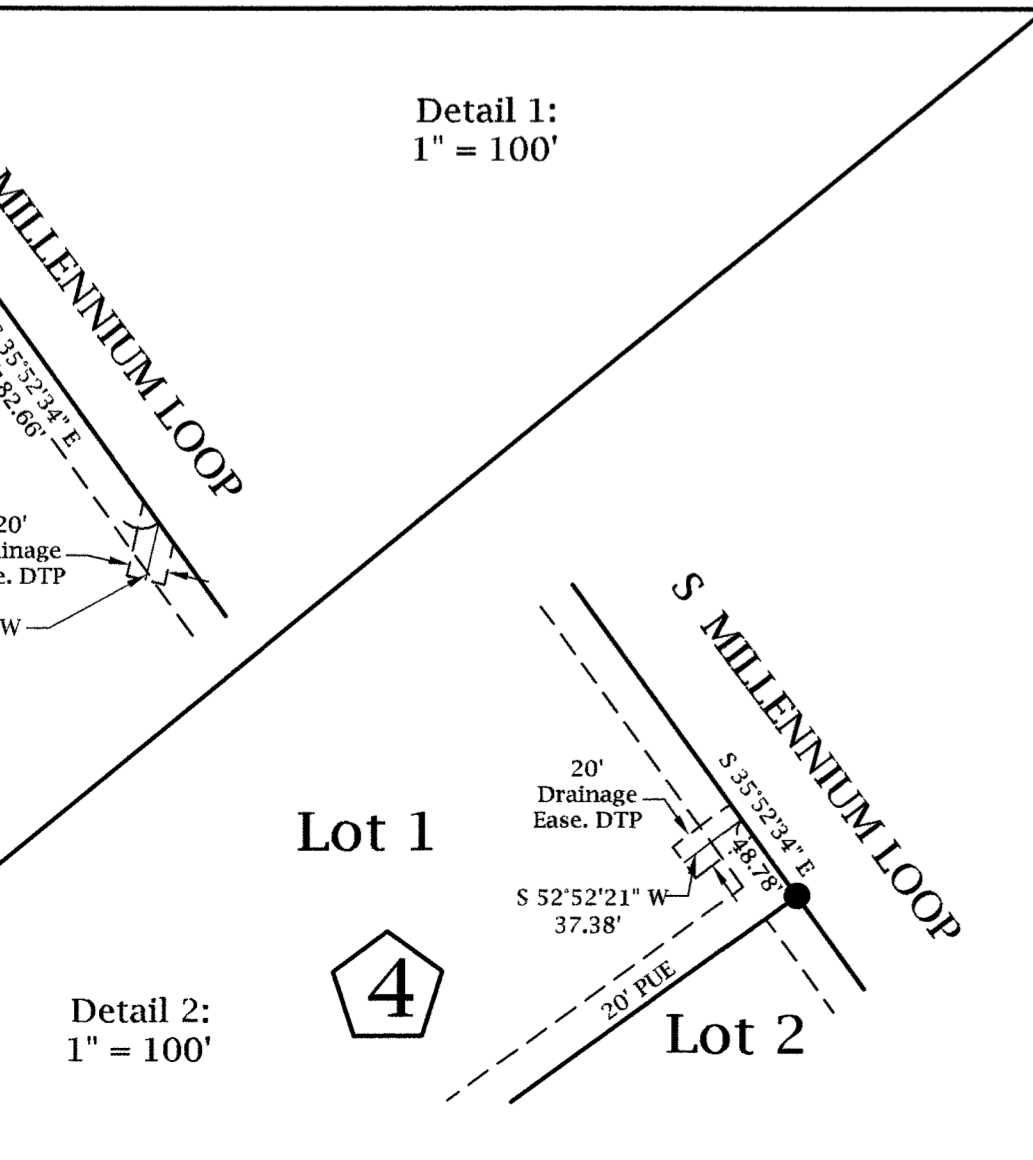 Detail 1:
1" = 100'
MILLENNIUM LOOP
35°52'34" E
82.66'
20'
inage
e. DTP
W
S MILLENNIUM LOOP
S 35°52'34" E
48.78'
20'
Drainage
Ease. DTP
S 52°52'21" W
37.38'
Lot 1
4
20' PUE
Lot 2
Detail 2:
1" = 100'